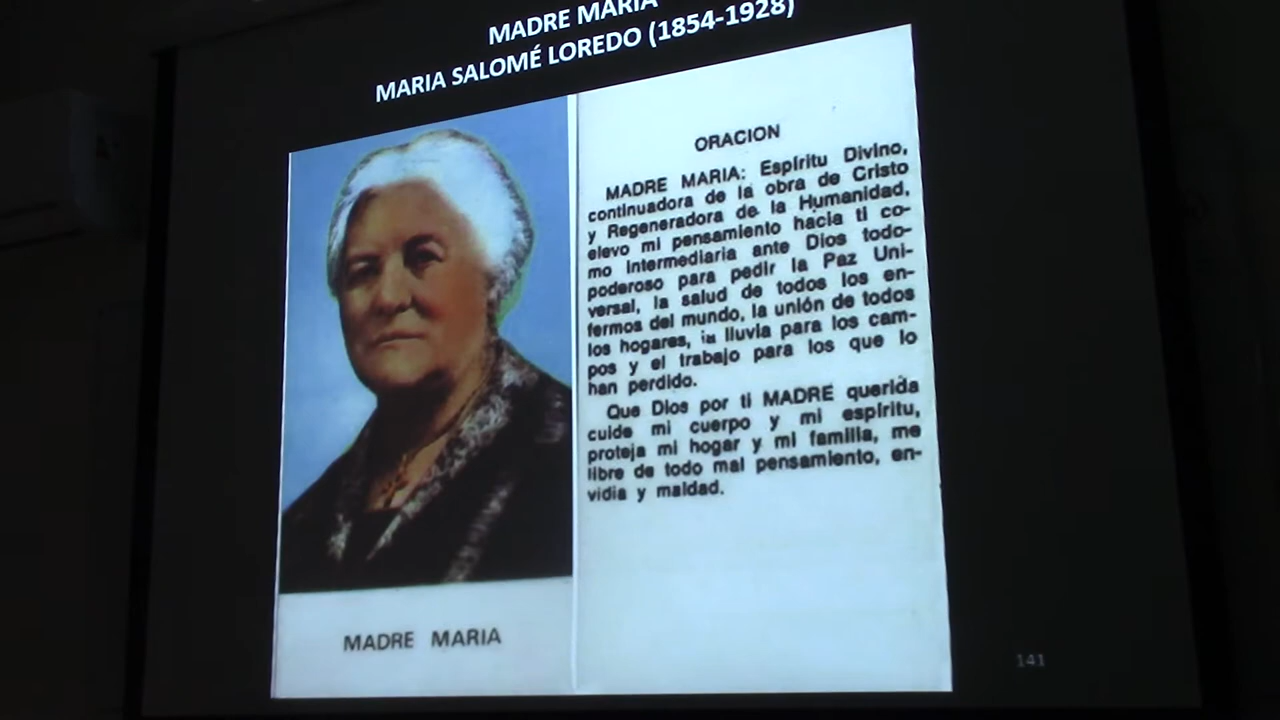 MADRE MARIA
MARIA SALOMÉ LOREDO (1854-1928)
MADRE MARIA
ORACION
MADRE MARIA: Espíritu Divino,
continuadora de la obra de Cristo
y Regeneradora de la Humanidad,
elevo mi pensamiento hacia ti co-
mo intermediaria ante Dios todo-
poderoso para pedir la Paz Uni-
versal, la salud de todos los en-
fermos del mundo, la unión de todos
los hogares, la lluvia para los cam-
pos y el trabajo para los que lo
han perdido.
Que Dios por ti MADRE querida
cuide mi cuerpo y mi espíritu,
proteja mi hogar y mi familia, me
libre de todo mal pensamiento, en-
vidia y maldad.
141